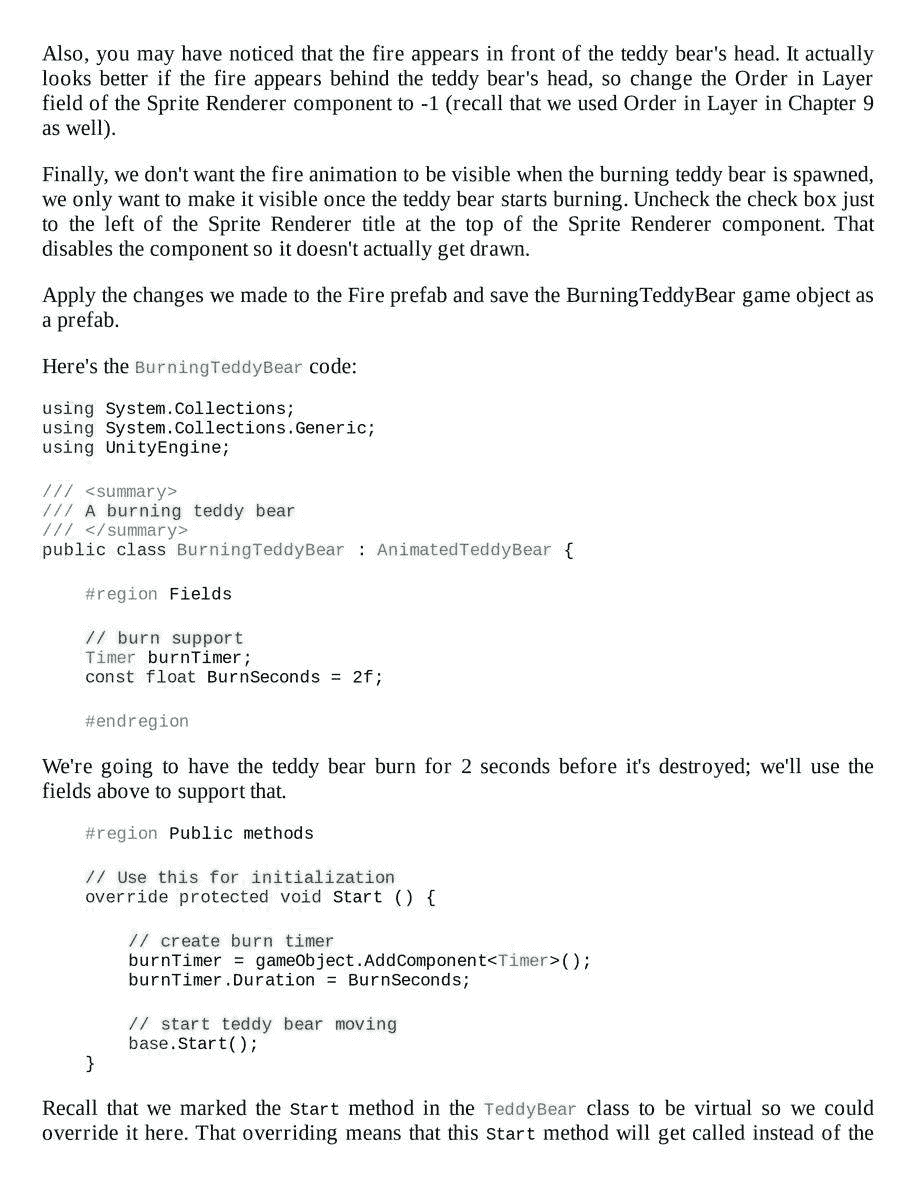 Also, you may have noticed that the fire appears in front of the teddy bear's head. It actually
looks better if the fire appears behind the teddy bear's head, so change the Order in Layer
field of the Sprite Renderer component to -1 (recall that we used Order in Layer in Chapter 9
as well).
Finally, we don't want the fire animation to be visible when the burning teddy bear is spawned,
we only want to make it visible once the teddy bear starts burning. Uncheck the check box just
to the left of the Sprite Renderer title at the top of the Sprite Renderer component. That
disables the component so it doesn't actually get drawn.
Apply the changes we made to the Fire prefab and save the BurningTeddyBear game object as
a prefab.
Here's the BurningTeddyBear code:
using System.Collections;
using System.Collections.Generic;
using UnityEngine;
/// <summary>
/// A burning teddy bear
/// </summary>
public class BurningTeddyBear : AnimatedTeddyBear {
#region Fields
// burn support
Timer burnTimer;
const float BurnSeconds = 2f;
#endregion
We're going to have the teddy bear burn for 2 seconds before it's destroyed; we'll use the
fields above to support that.
#region Public methods
// Use this for initialization
override protected void Start () {
// create burn timer
burnTimer = gameObject.AddComponent<Timer>();
burnTimer.Duration = BurnSeconds;
// start teddy bear moving
base.Start();
}
Recall that we marked the Start method in the TeddyBear class to be virtual so we could
override it here. That overriding means that this Start method will get called instead of the